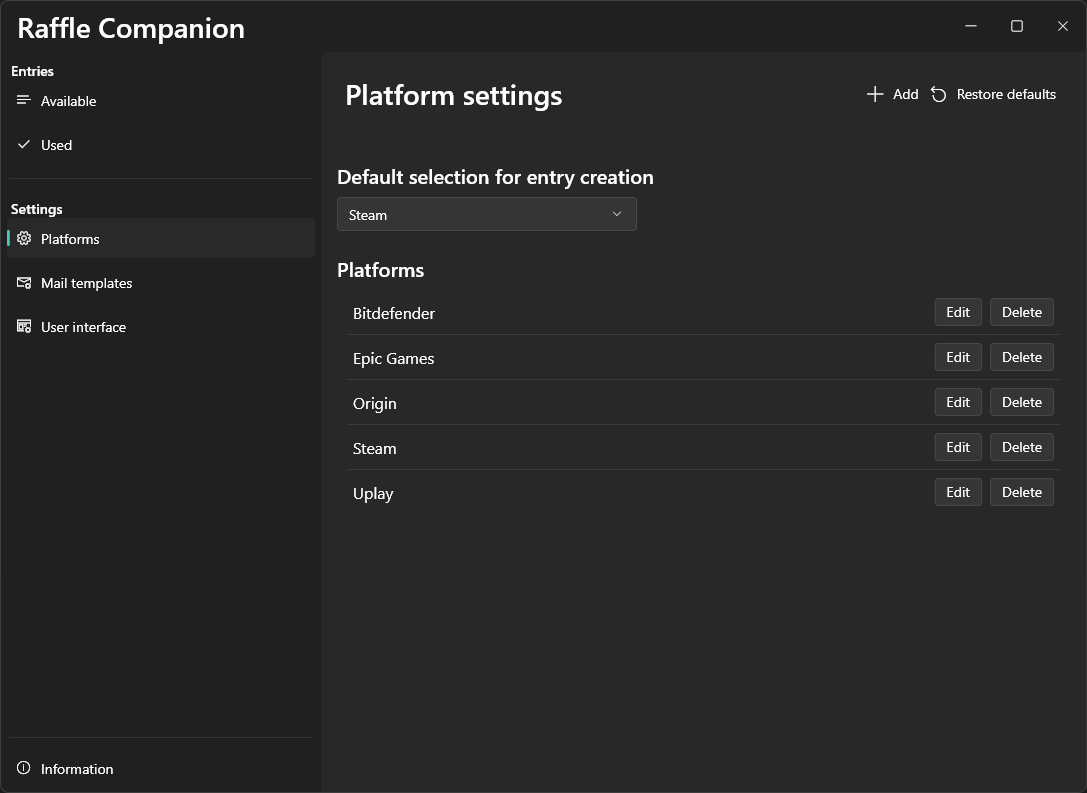 Raffle Companion
Entries
Available
Used
Settings
Platforms
Mail templates
User interface
Information
Platform settings
Add
Restore defaults
Default selection for entry creation
Steam
Platforms
Bitdefender Edit Delete
Epic Games Edit Delete
Origin Edit Delete
Steam Edit Delete
Uplay Edit Delete